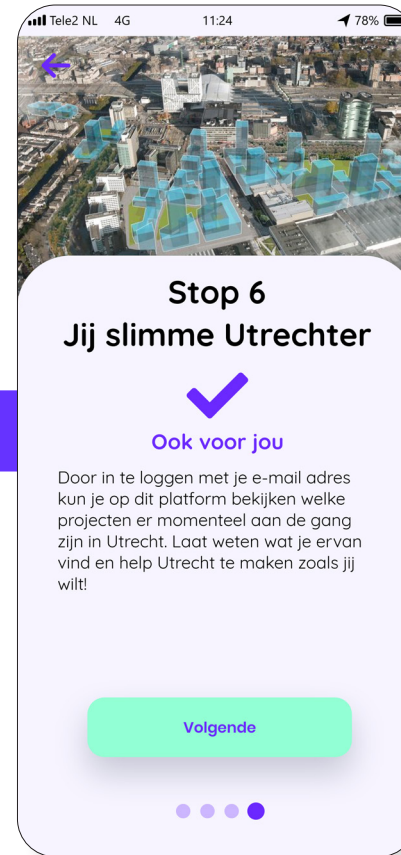 Tele2 NL 4G 11:24 78%
Stop 6
Jij slimme Utrechter
Ook voor jou
Door in te loggen met je e-mail adres
kun je op dit platform bekijken welke
projecten er momenteel aan de gang
zijn in Utrecht. Laat weten wat je ervan
vind en help Utrecht te maken zoals jij
wilt!
Volgende